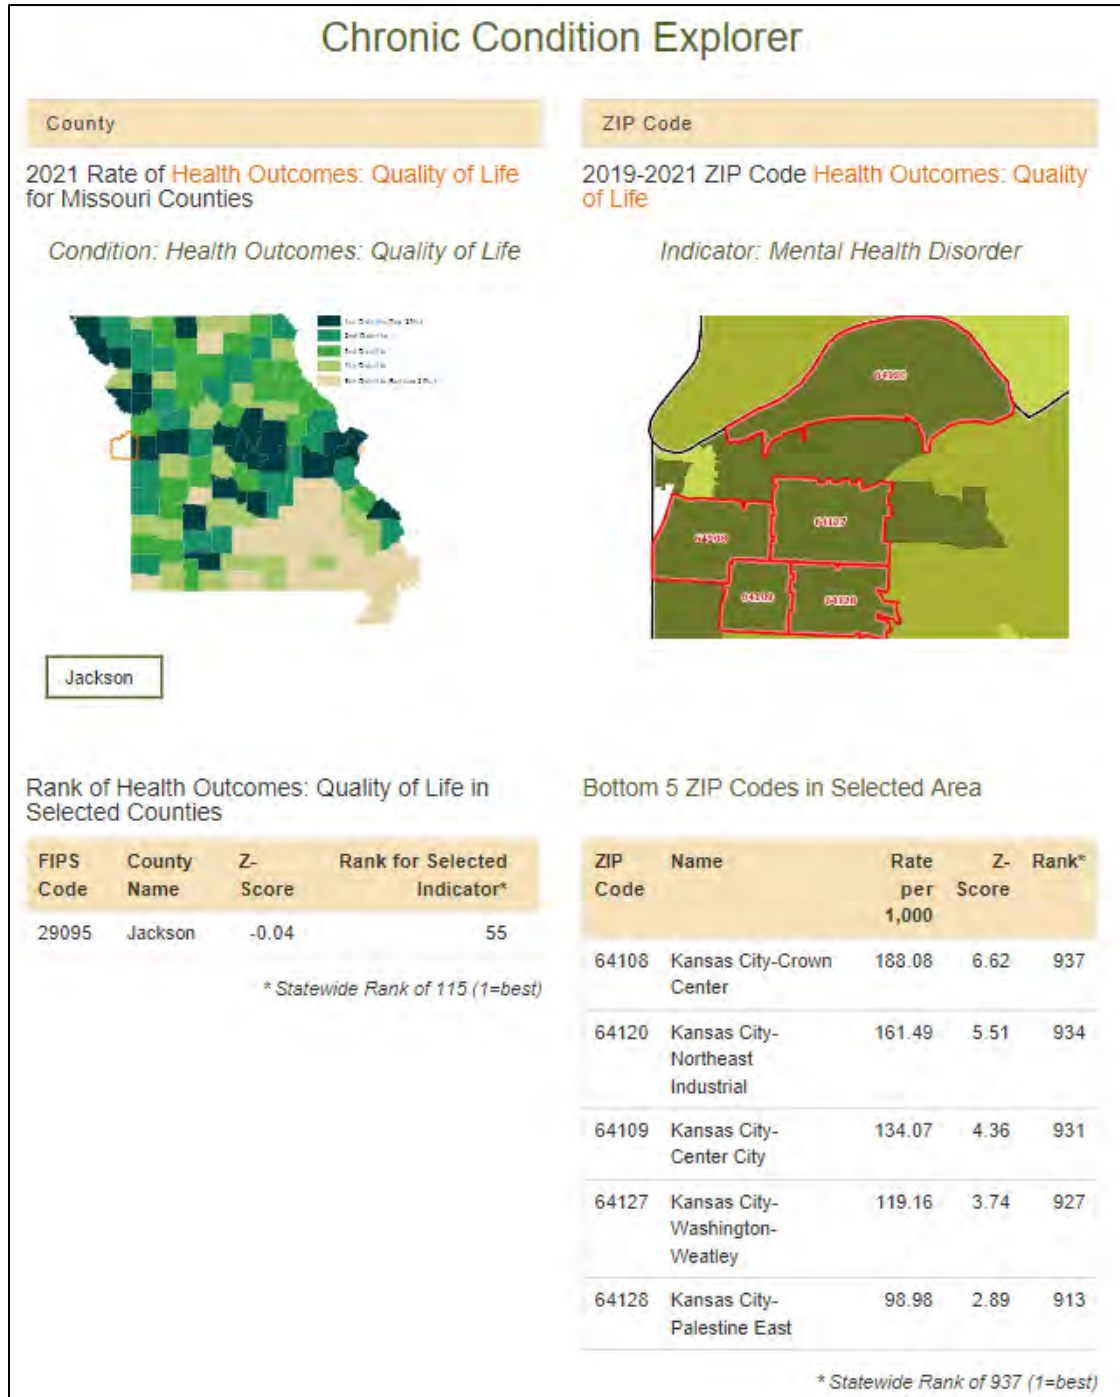 Chronic Condition Explorer
County
2021 Rate of Health Outcomes: Quality of Life
for Missouri Counties
Condition: Health Outcomes: Quality of Life
Jackson
Rank of Health Outcomes: Quality of Life in
Selected Counties
FIPS Code County Name Z-Score Rank for Selected Indicator*
29095 Jackson -0.04 55
* Statewide Rank of 115 (1=best)
ZIP Code
2019-2021 ZIP Code Health Outcomes: Quality
of Life
Indicator: Mental Health Disorder
64120
64127
64108
64109
64128
Bottom 5 ZIP Codes in Selected Area
ZIP Code Name Rate per 1,000 Z-Score Rank*
64108 Kansas City-Crown Center 188.08 6.62 937
64120 Kansas City-Northeast Industrial 161.49 5.51 934
64109 Kansas City-Center City 134.07 4.36 931
64127 Kansas City-Washington-Weatley 119.16 3.74 927
64128 Kansas City-Palestine East 98.98 2.89 913
* Statewide Rank of 937 (1=best)